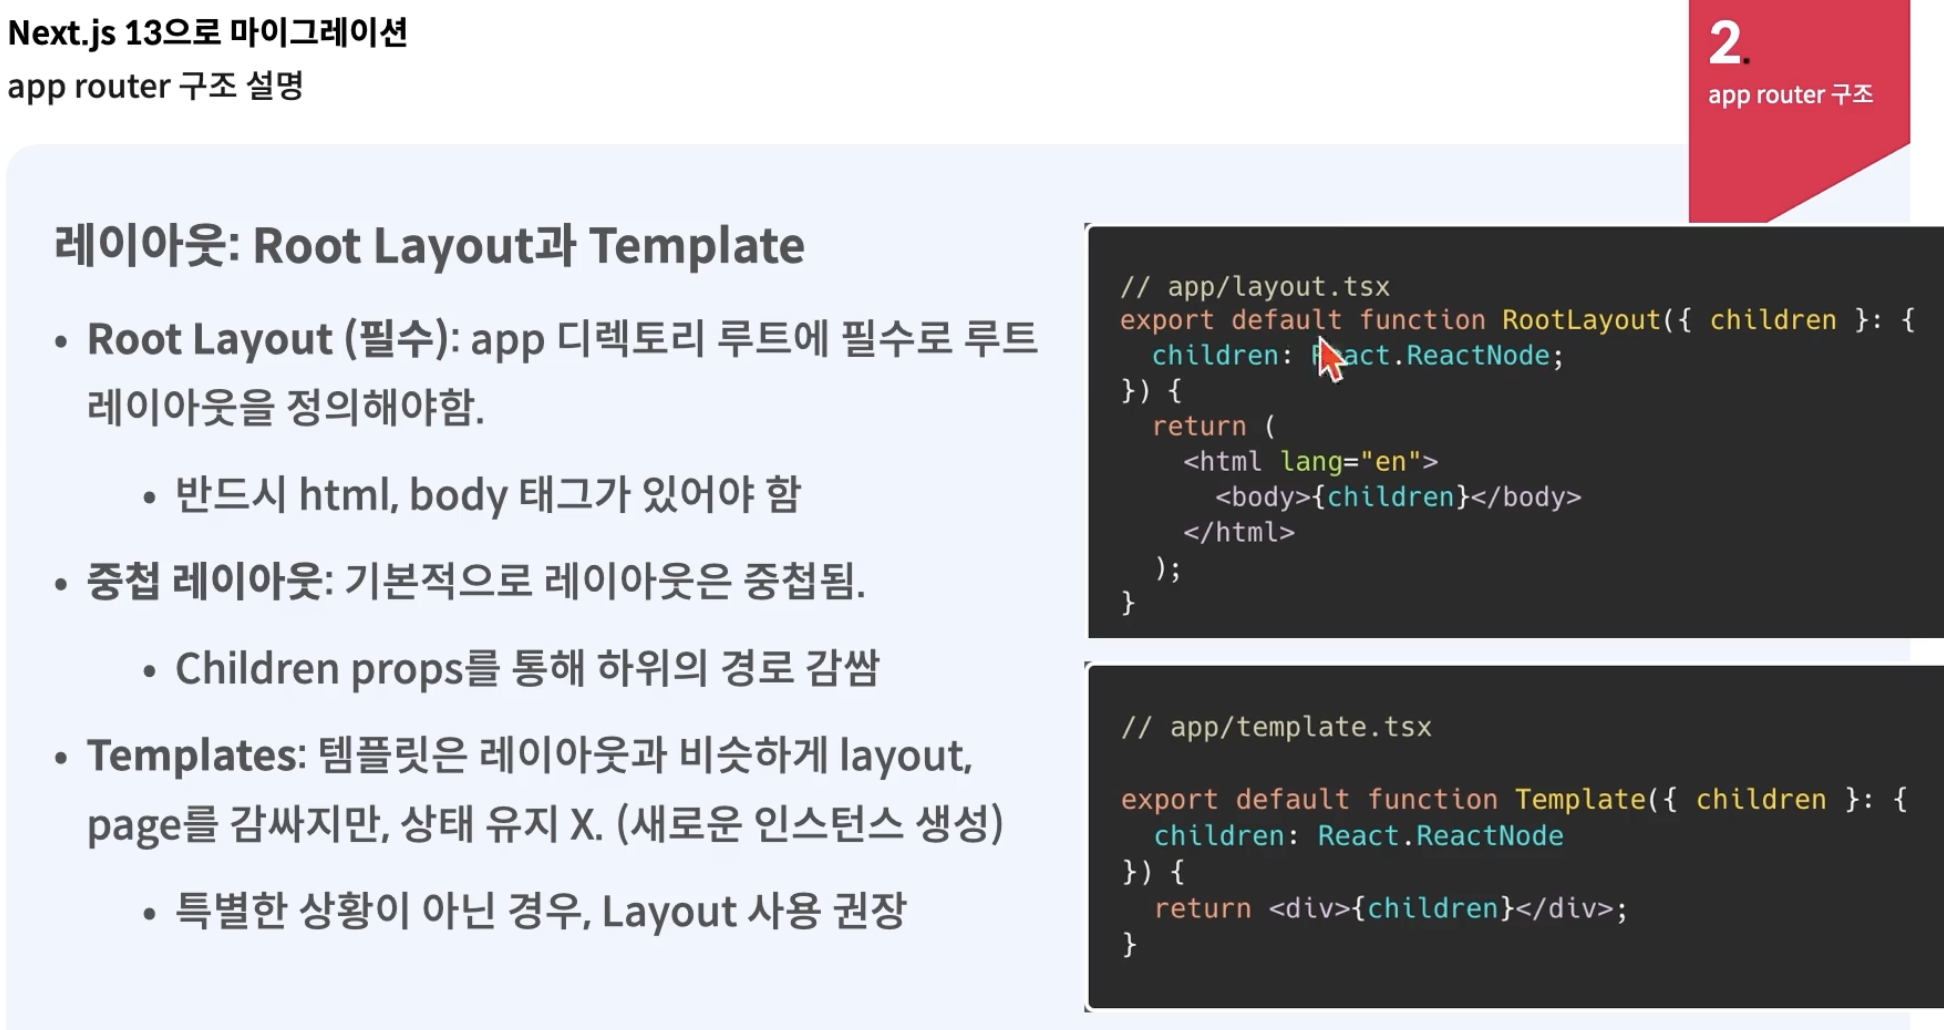 Next.js 13으로 마이그레이션
app router 구조 설명
2.
app router 구조
레이아웃: Root Layout과 Template
• Root Layout (필수): app 디렉토리 루트에 필수로 루트
레이아웃을 정의해야함.
• 반드시 html, body 태그가 있어야 함
• 중첩 레이아웃: 기본적으로 레이아웃은 중첩됨.
• Children props를 통해 하위의 경로 감쌈
• Templates: 템플릿은 레이아웃과 비슷하게 layout,
page를 감싸지만, 상태 유지 X. (새로운 인스턴스 생성)
• 특별한 상황이 아닌 경우, Layout 사용 권장
// app/layout.tsx
export default function RootLayout({ children }: {
  children: React.ReactNode;
}) {
  return (
    <html lang="en">
      <body>{children}</body>
    </html>
  );
}
// app/template.tsx
export default function Template({ children }: {
  children: React.ReactNode
}) {
  return <div>{children}</div>;
}